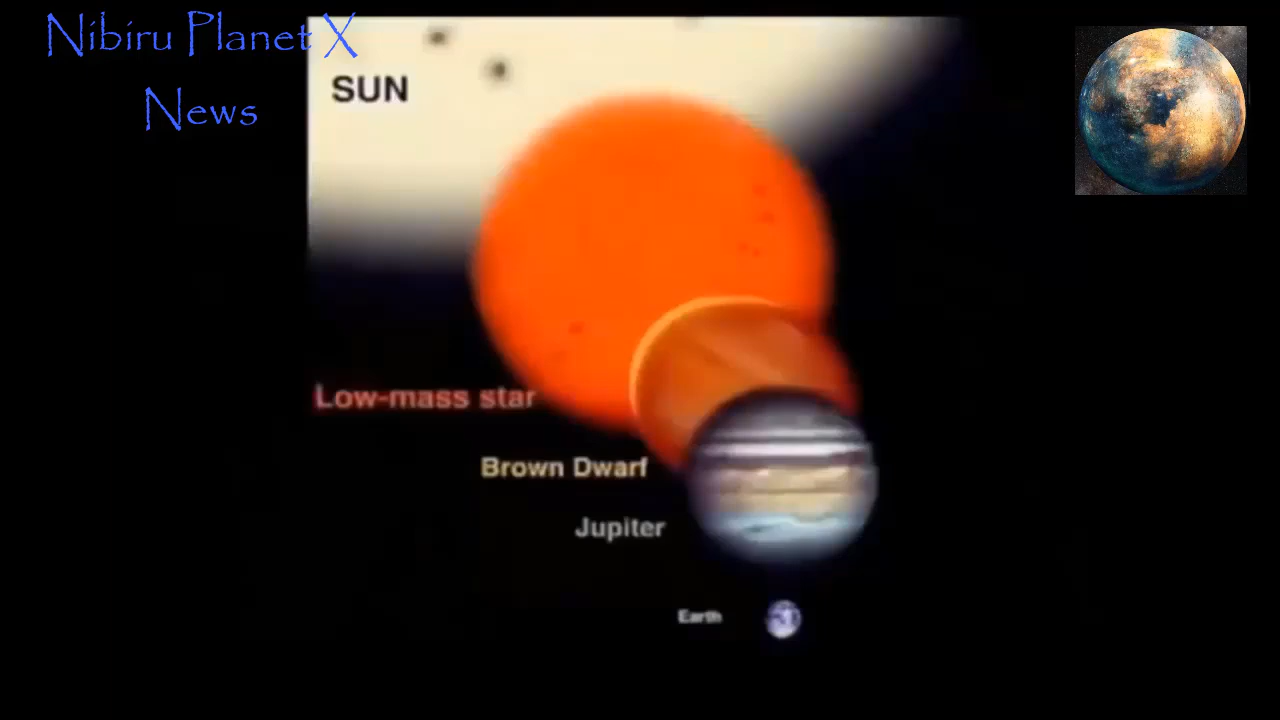 Nibiru Planet X
News
SUN
Low-mass star
Brown Dwarf
Jupiter
Earth